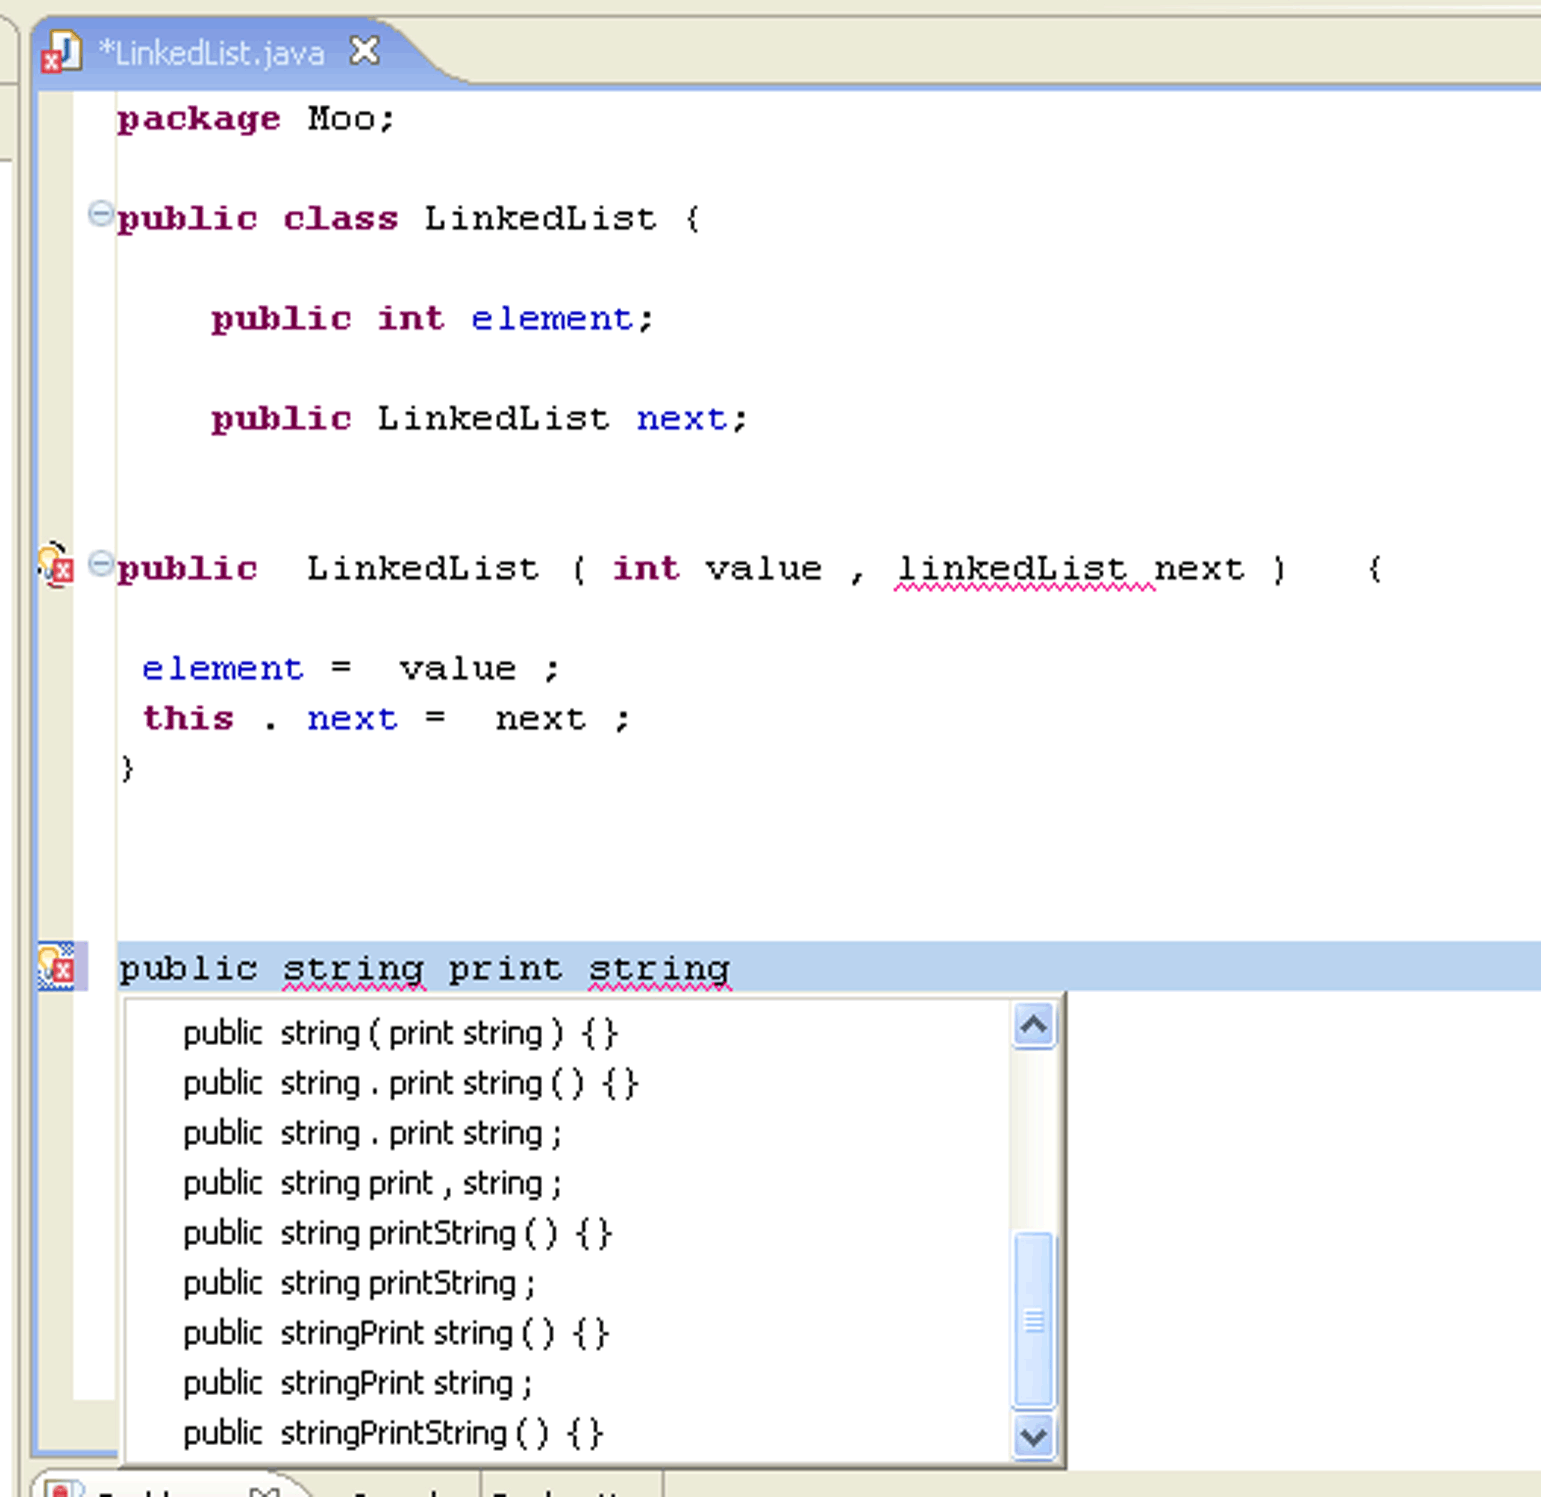 *LinkedList.java
package Moo;
public class LinkedList {
public int element;
public LinkedList next;
public  LinkedList ( int value , linkedList next )   {
element =  value ;
this . next =  next ;
}
public string print string
public string ( print string ) {}
public string . print string ( ) {}
public string . print string ;
public string print , string ;
public string printString ( ) {}
public string printString ;
public stringPrint string ( ) {}
public stringPrint string ;
public stringPrintString ( ) {}